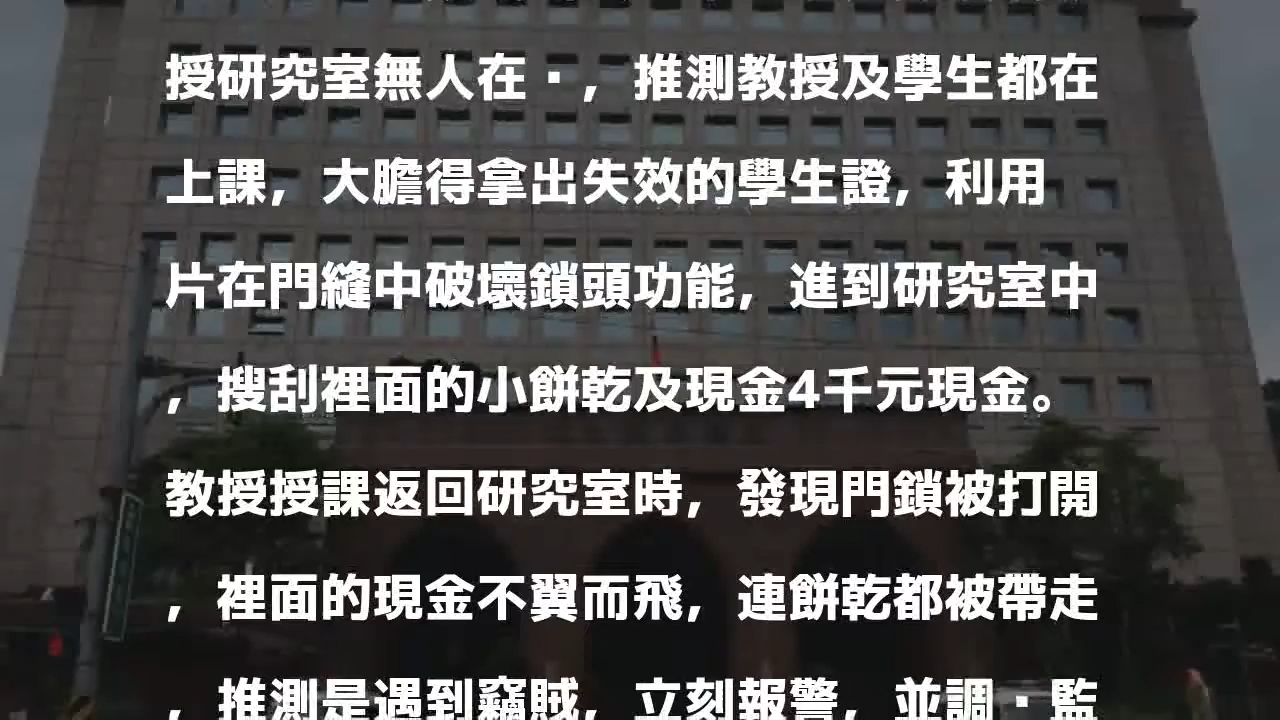 授研究室無人在·，推測教授及學生都在
上課，大膽得拿出失效的學生證，利用
片在門縫中破壞鎖頭功能，進到研究室中
，搜刮裡面的小餅乾及現金4千元現金。
教授授課返回研究室時，發現門鎖被打開
，裡面的現金不翼而飛，連餅乾都被帶走
，推測是遇到竊賊，立刻報警，並調·監